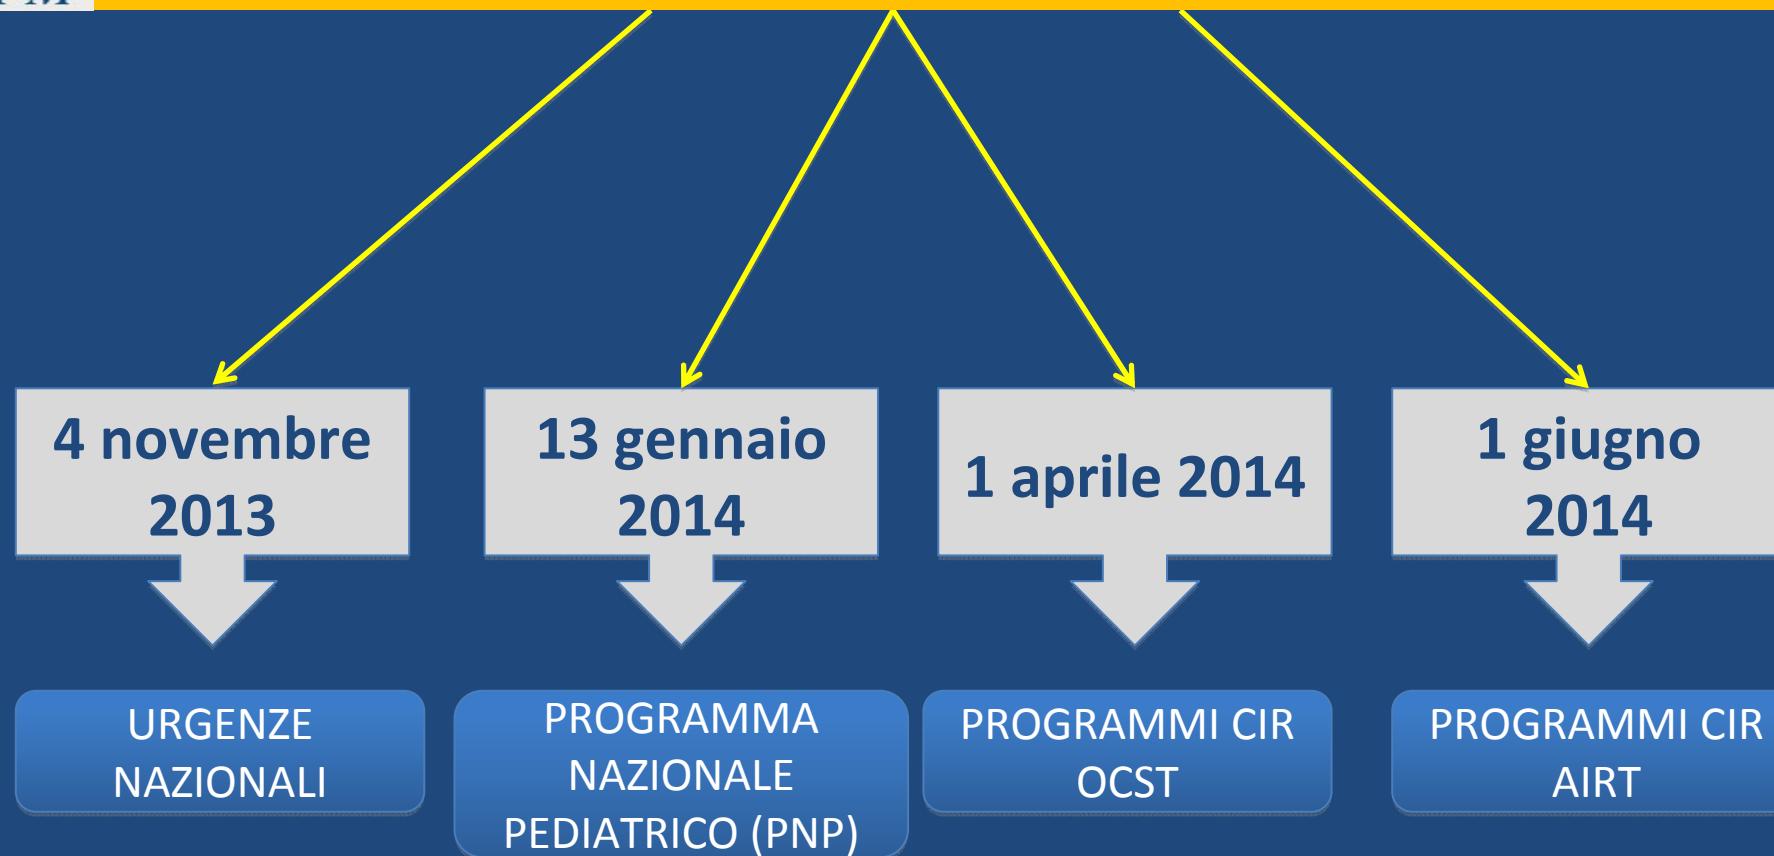 4 novembre
2013
13 gennaio
2014
1 aprile 2014
1 giugno
2014
URGENZE
NAZIONALI
PROGRAMMA
NAZIONALE
PEDIATRICO (PNP)
PROGRAMMI CIR
OCST
PROGRAMMI CIR
AIRT